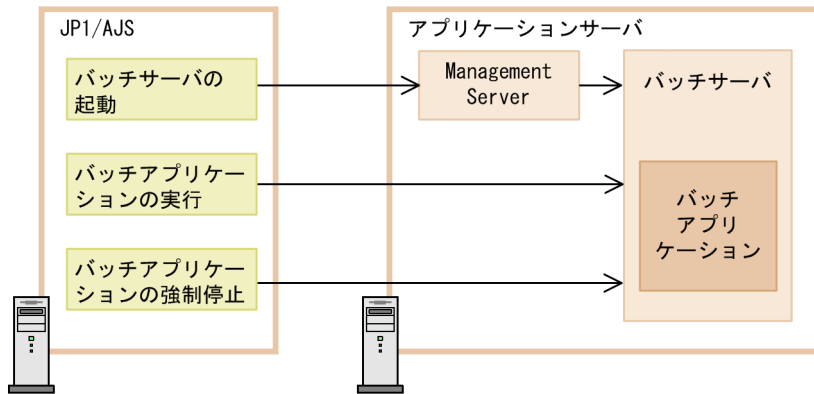 JP1/AJS
バッチサーバの
起動
バッチアプリケー
ションの実行
バッチアプリケー
ションの強制停止
アプリケーションサーバ
Management
Server
バッチサーバ
バッチ
アプリ
ケーション